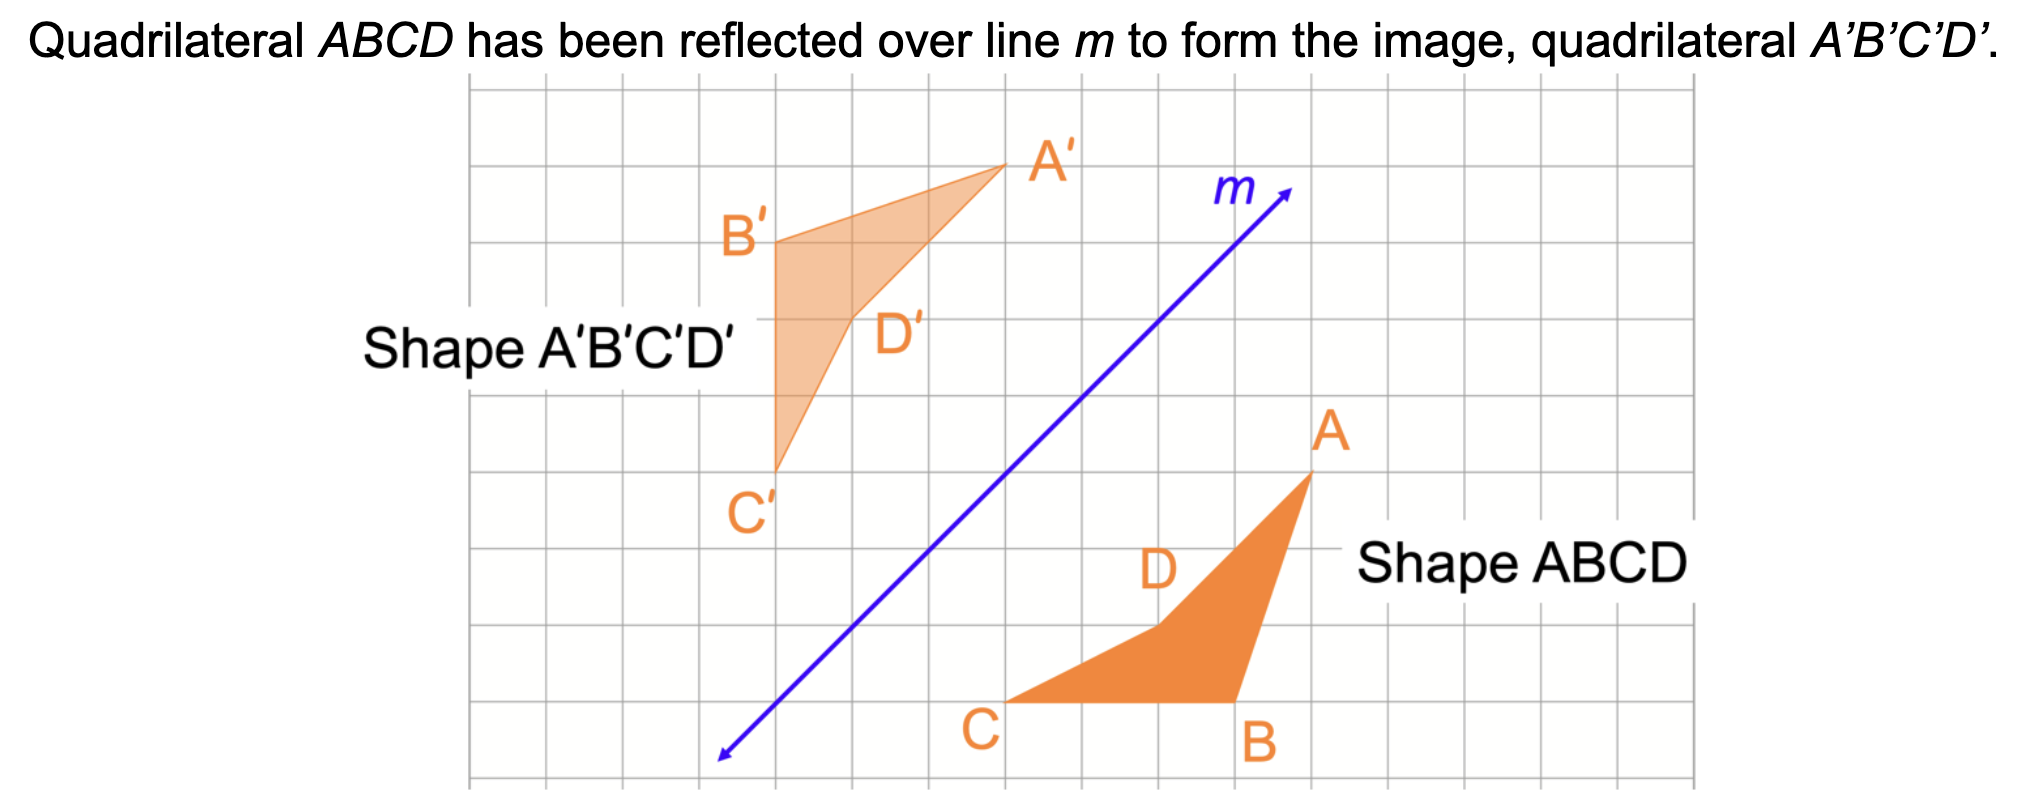 Quadrilateral ABCD has been reflected over line m to form the image, quadrilateral A’B’C’D’.
A'
m
B'
D'
Shape A'B'C'D'
A
C'
D
Shape ABCD
C
B